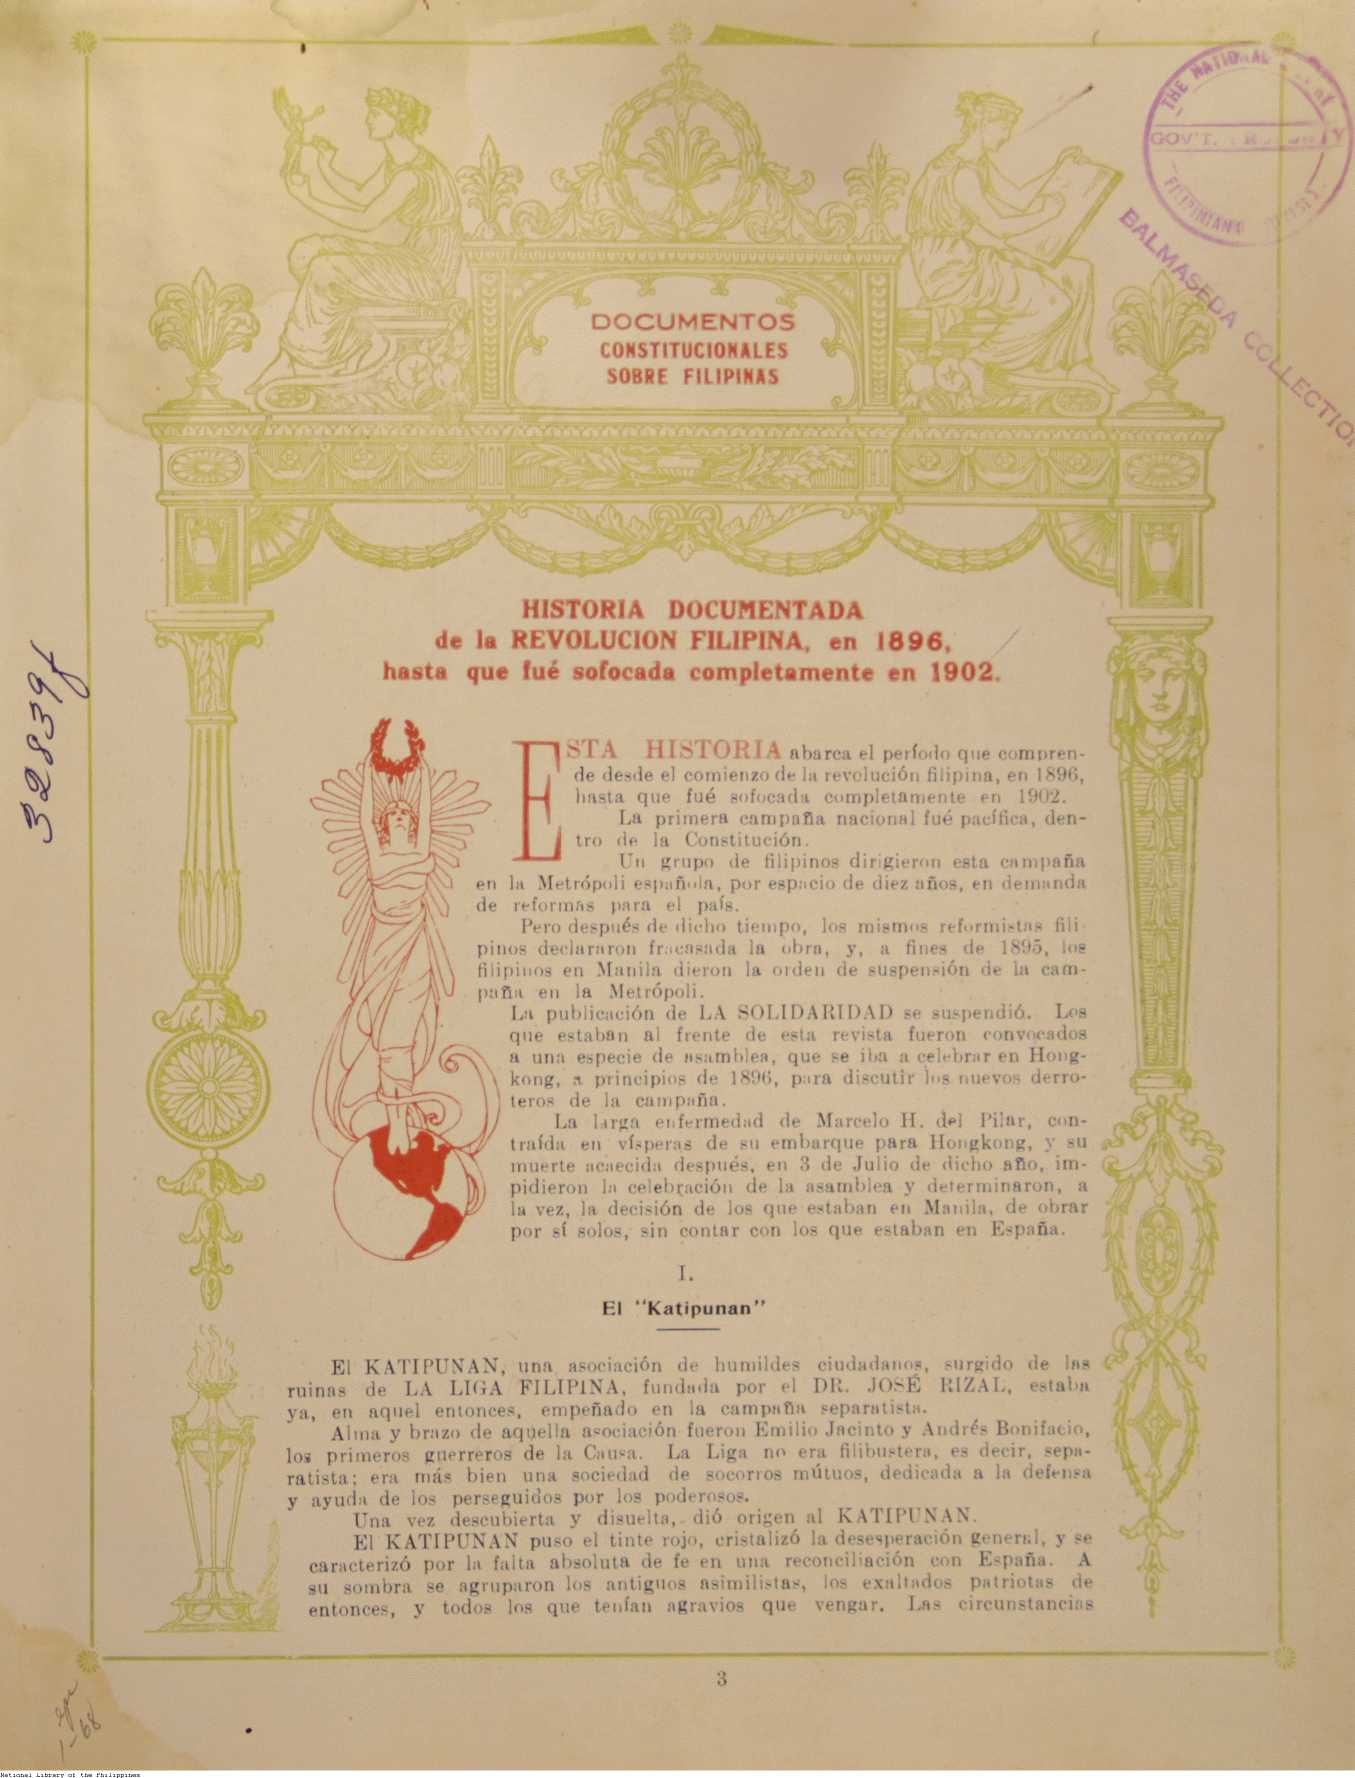 THE NATIONAL
GOV'T.
FILIPINIANA
BALMASEDA COLLECTION
DOCUMENTOS
CONSTITUCIONALES
SOBRE FILIPINAS
32839f
HISTORIA DOCUMENTADA
de la REVOLUCION FILIPINA, en 1896,
hasta que fué sofocada completamente en 1902.
ESTA HISTORIA abarca el período que compren-
de desde el comienzo de la revolución filipina, en 1896,
hasta que fué sofocada completamente en 1902.
La primera campaña nacional fué pacífica, den-
tro de la Constitución.
Un grupo de filipinos dirigieron esta campaña
en la Metrópoli española, por espacio de diez años, en demanda
de reformas para el país.
Pero después de dicho tiempo, los mismos reformistas fili-
pinos declararon fracasada la obra, y, a fines de 1895, los
filipinos en Manila dieron la orden de suspensión de la cam-
paña en la Metrópoli.
La publicación de LA SOLIDARIDAD se suspendió. Los
que estaban al frente de esta revista fueron convocados
a una especie de asamblea, que se iba a celebrar en Hong-
kong, a principios de 1896, para discutir los nuevos derro-
teros de la campaña.
La larga enfermedad de Marcelo H. del Pilar, con-
traída en vísperas de su embarque para Hongkong, y su
muerte acaecida después, en 3 de Julio de dicho año, im-
pidieron la celebración de la asamblea y determinaron, a
la vez, la decisión de los que estaban en Manila, de obrar
por sí solos, sin contar con los que estaban en España.
I.
El "Katipunan"
El KATIPUNAN, una asociación de humildes ciudadanos, surgido de las
ruinas de LA LIGA FILIPINA, fundada por el DR. JOSÉ RIZAL, estaba
ya, en aquel entonces, empeñado en la campaña separatista.
Alma y brazo de aquella asociación fueron Emilio Jacinto y Andrés Bonifacio,
los primeros guerreros de la Causa. La Liga no era filibustera, es decir, sepa-
ratista; era más bien una sociedad de socorros mútuos, dedicada a la defensa
y ayuda de los perseguidos por los poderosos.
Una vez descubierta y disuelta, dió origen al KATIPUNAN.
El KATIPUNAN puso el tinte rojo, cristalizó la desesperación general, y se
caracterizó por la falta absoluta de fe en una reconciliación con España. A
su sombra se agruparon los antiguos asimilistas, los exaltados patriotas de
entonces, y todos los que tenían agravios que vengar. Las circunstancias
3
1-68
National Library of the Philippines